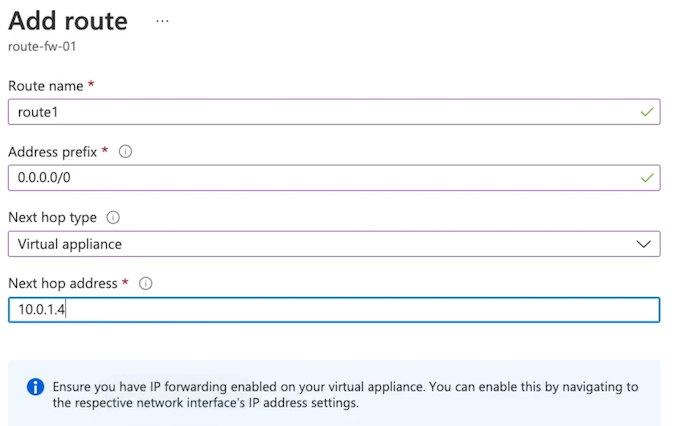 Add route ...
route-fw-01
Route name *
route1
Address prefix *
0.0.0.0/0
Next hop type
Virtual appliance
Next hop address *
10.0.1.4
Ensure you have IP forwarding enabled on your virtual appliance. You can enable this by navigating to
the respective network interface's IP address settings.